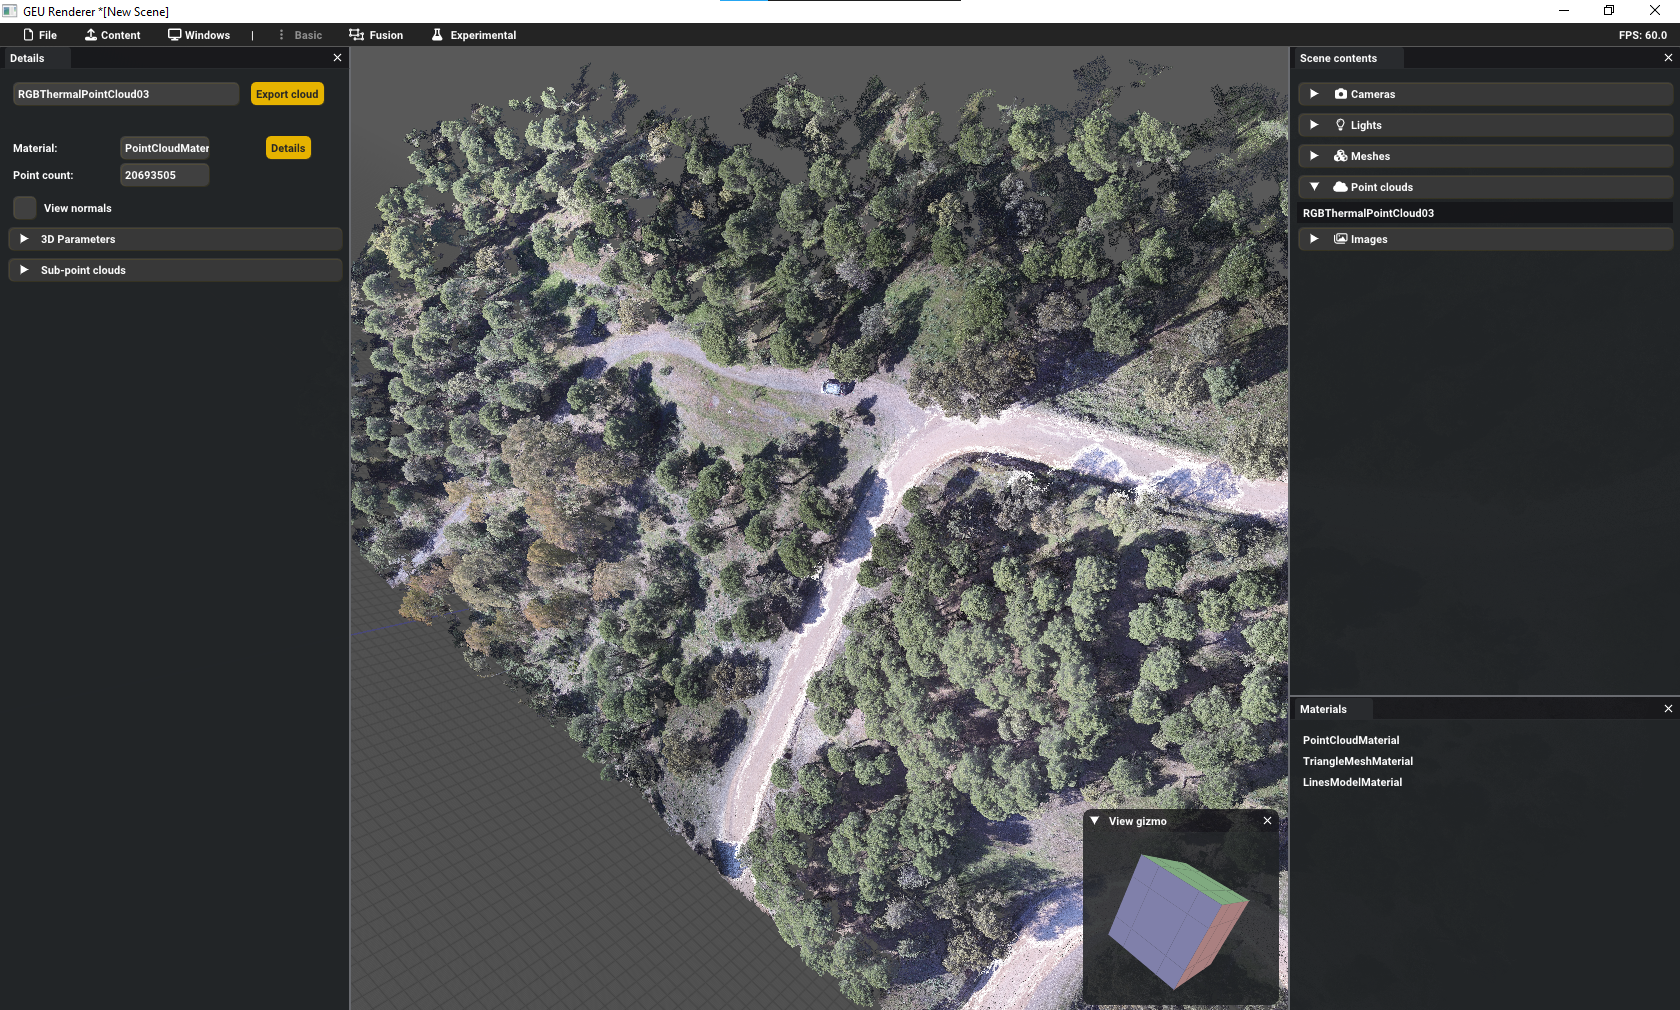 GEU Renderer *[New Scene]
File Content Windows | Basic Fusion Experimental FPS: 60.0
Details
RGBThermalPointCloud03 Export cloud
Material: PointCloudMater Details
Point count: 20693505
View normals
3D Parameters
Sub-point clouds
Scene contents
Cameras
Lights
Meshes
Point clouds
RGBThermalPointCloud03
Images
Materials
PointCloudMaterial
TriangleMeshMaterial
LinesModelMaterial
View gizmo